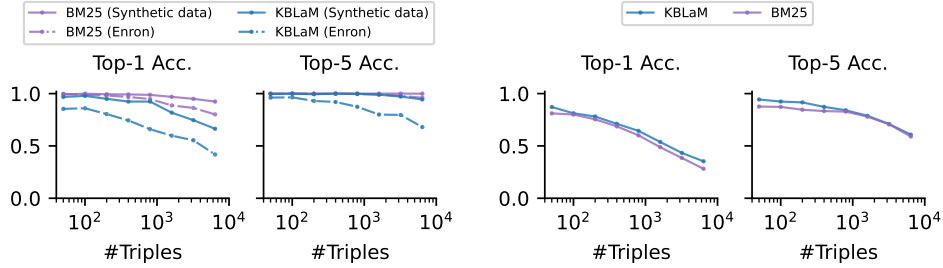 BM25 (Synthetic data) KBLaM (Synthetic data)
BM25 (Enron) KBLaM (Enron)
KBLaM BM25
Top-1 Acc. Top-5 Acc. Top-1 Acc. Top-5 Acc.
1.0 1.0
0.5 0.5
0.0 0.0
10² 10³ 10⁴ 10² 10³ 10⁴ 10² 10³ 10⁴ 10² 10³ 10⁴
#Triples #Triples #Triples #Triples